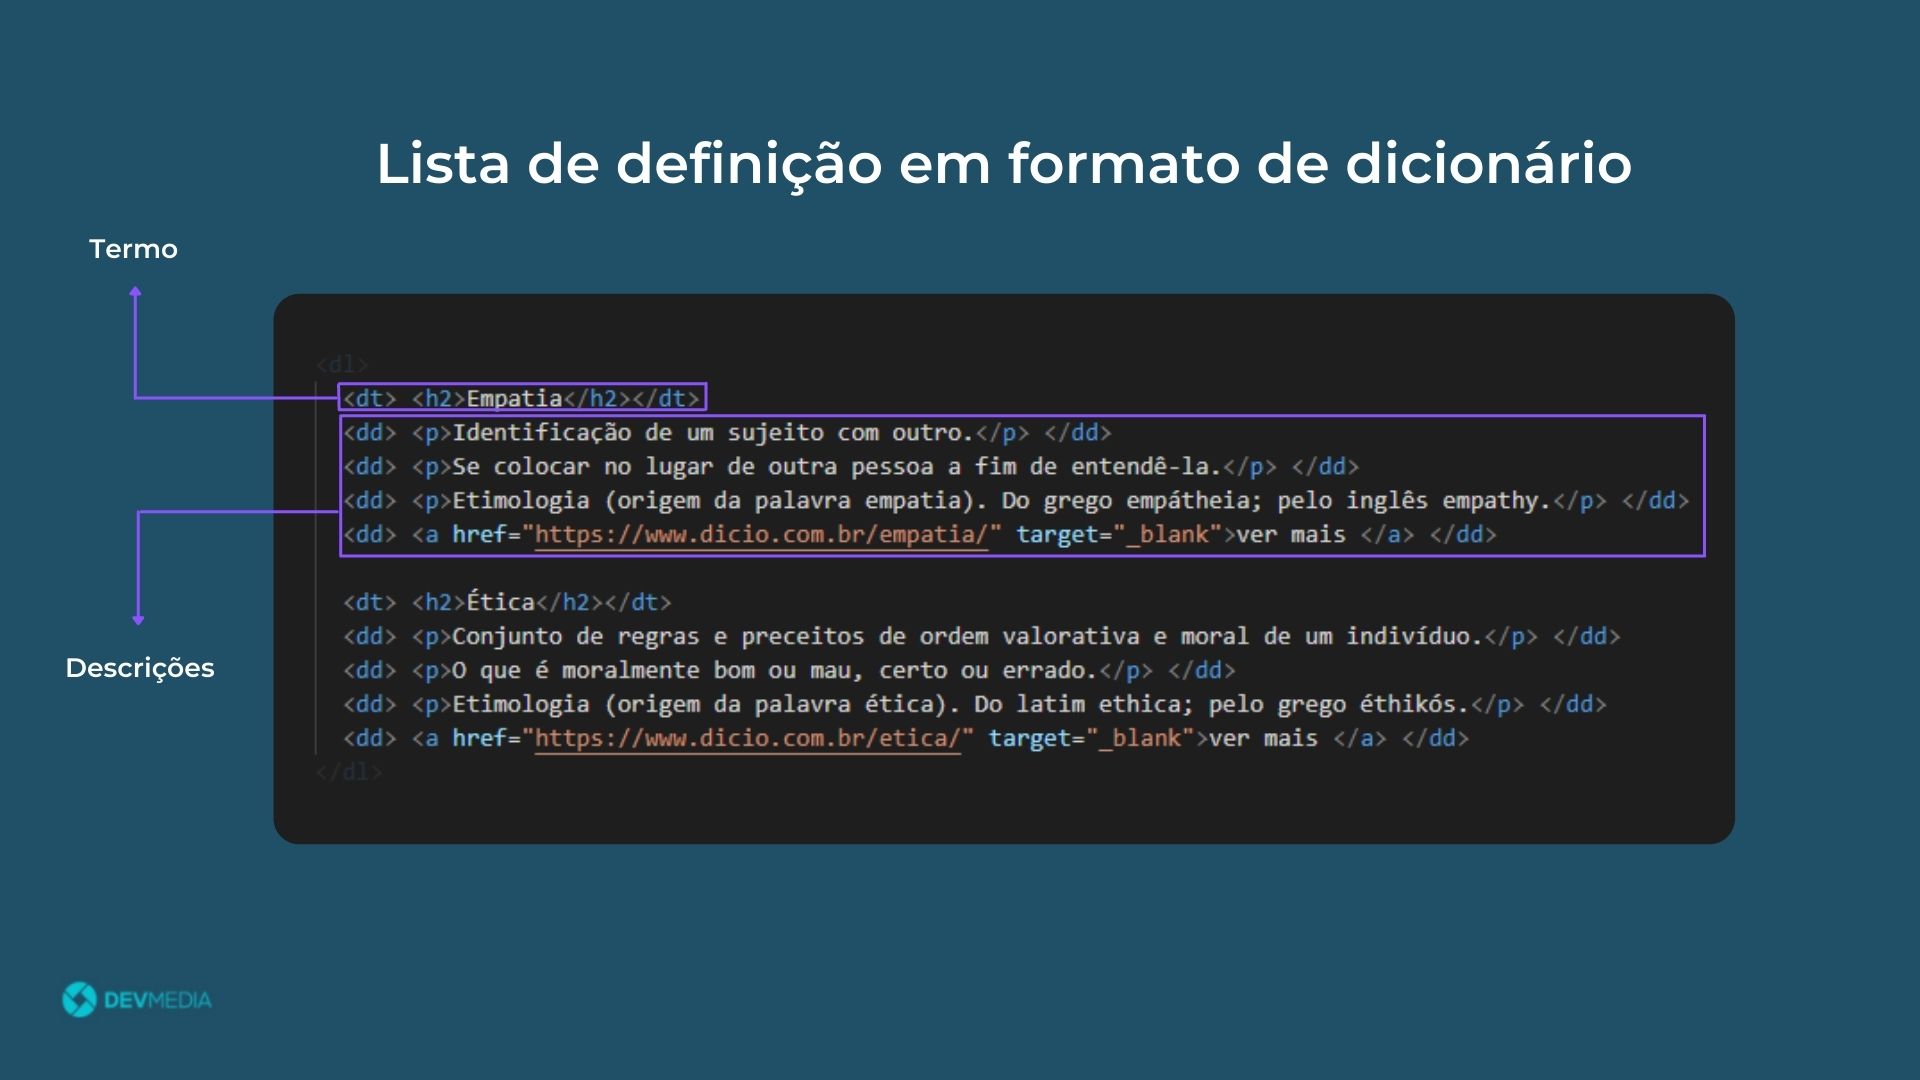 Lista de definição em formato de dicionário
Termo
<dl>
<dt> <h2>Empatia</h2></dt>
<dd> <p>Identificação de um sujeito com outro.</p> </dd>
<dd> <p>Se colocar no lugar de outra pessoa a fim de entendê-la.</p> </dd>
<dd> <p>Etimologia (origem da palavra empatia). Do grego empátheia; pelo inglês empathy.</p> </dd>
<dd> <a href="https://www.dicio.com.br/empatia/" target="_blank">ver mais </a> </dd>
<dt> <h2>Ética</h2></dt>
<dd> <p>Conjunto de regras e preceitos de ordem valorativa e moral de um indivíduo.</p> </dd>
<dd> <p>O que é moralmente bom ou mau, certo ou errado.</p> </dd>
<dd> <p>Etimologia (origem da palavra ética). Do latim ethica; pelo grego éthikós.</p> </dd>
<dd> <a href="https://www.dicio.com.br/etica/" target="_blank">ver mais </a> </dd>
</dl>
Descrições
DEVMEDIA